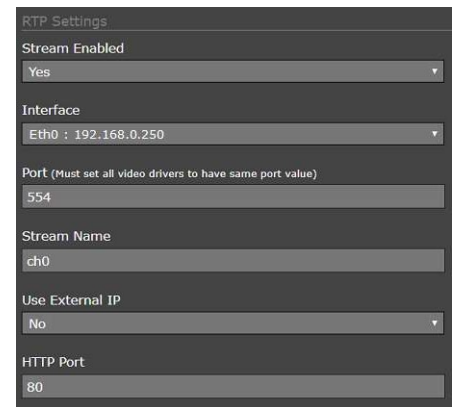 RTP Settings
Stream Enabled
Yes
Interface
Eth0 : 192.168.0.250
Port (Must set all video drivers to have same port value)
554
Stream Name
ch0
Use External IP
No
HTTP Port
80